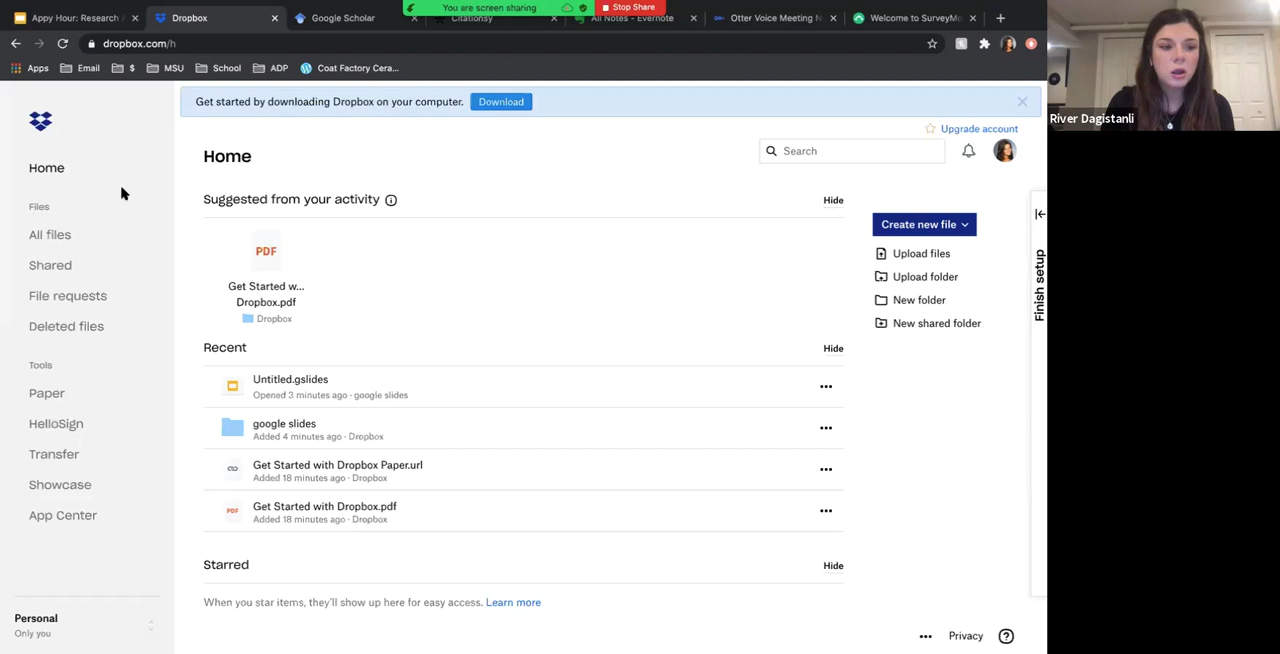 Appy Hour: Research A
Dropbox
Google Scholar
Citationsy
All Notes - Evernote
Otter Voice Meeting N
Welcome to SurveyMo
You are screen sharing
Stop Share
dropbox.com/h
Apps
Email
$
MSU
School
ADP
Coat Factory Cera...
Get started by downloading Dropbox on your computer.
Download
River Dagistanli
Upgrade account
Home
Search
Home
Files
All files
Shared
File requests
Deleted files
Tools
Paper
HelloSign
Transfer
Showcase
App Center
Personal
Only you
Suggested from your activity
Hide
PDF
Get Started w...
Dropbox.pdf
Dropbox
Recent
Hide
Untitled.gslides
Opened 3 minutes ago · google slides
google slides
Added 4 minutes ago · Dropbox
Get Started with Dropbox Paper.url
Added 18 minutes ago · Dropbox
PDF
Get Started with Dropbox.pdf
Added 18 minutes ago · Dropbox
Starred
Hide
When you star items, they'll show up here for easy access. Learn more
Create new file
Upload files
Upload folder
New folder
New shared folder
Finish setup
Privacy